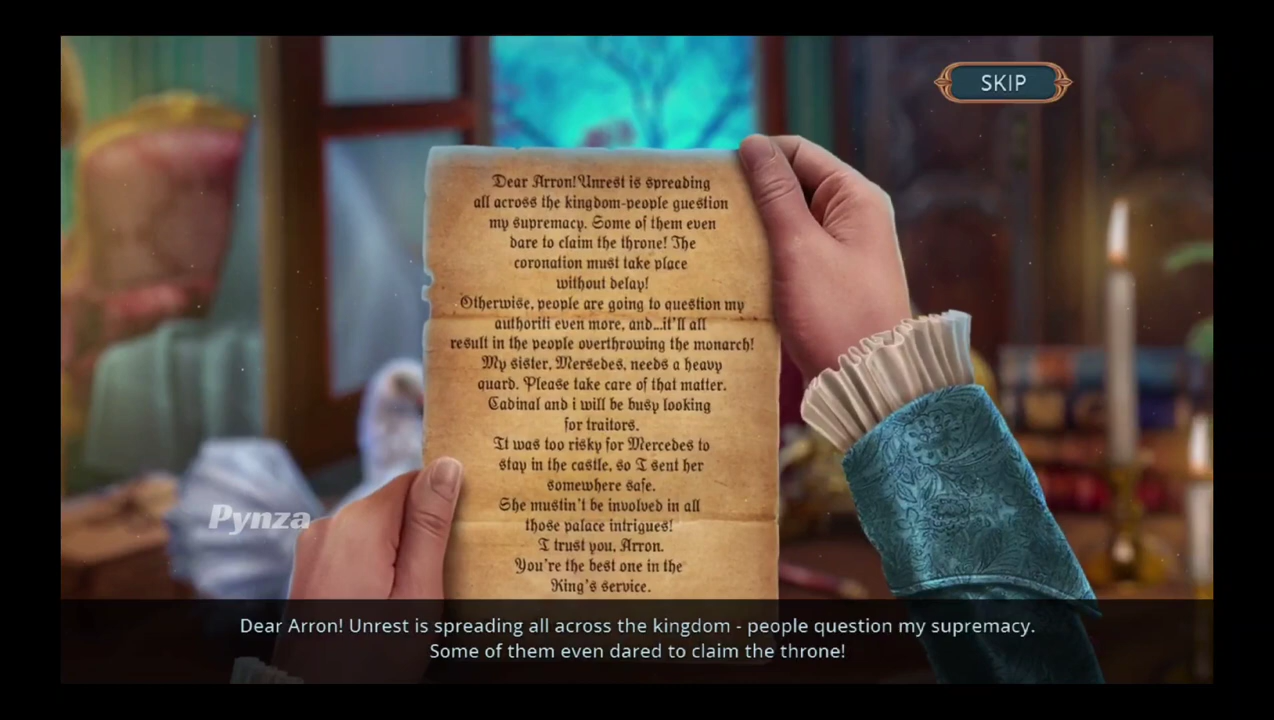 SKIP
Dear Arron! Unrest is spreading
all across the kingdom-people guestion
my supremacy. Some of them even
dare to claim the throne! The
coronation must take place
without delay!
Otherwise, people are going to question my
authoriti even more, and...it'll all
result in the people overthrowing the monarch!
My sister, Mersedes, needs a heavy
guard. Please take care of that matter.
Cadinal and i will be busy looking
for traitors.
It was too risky for Mercedes to
stay in the castle, so I sent her
somewhere safe.
She mustin't be involved in all
those palace intrigues!
I trust you, Arron.
You're the best one in the
King's service.
Pynza
Dear Arron! Unrest is spreading all across the kingdom - people question my supremacy.
Some of them even dared to claim the throne!